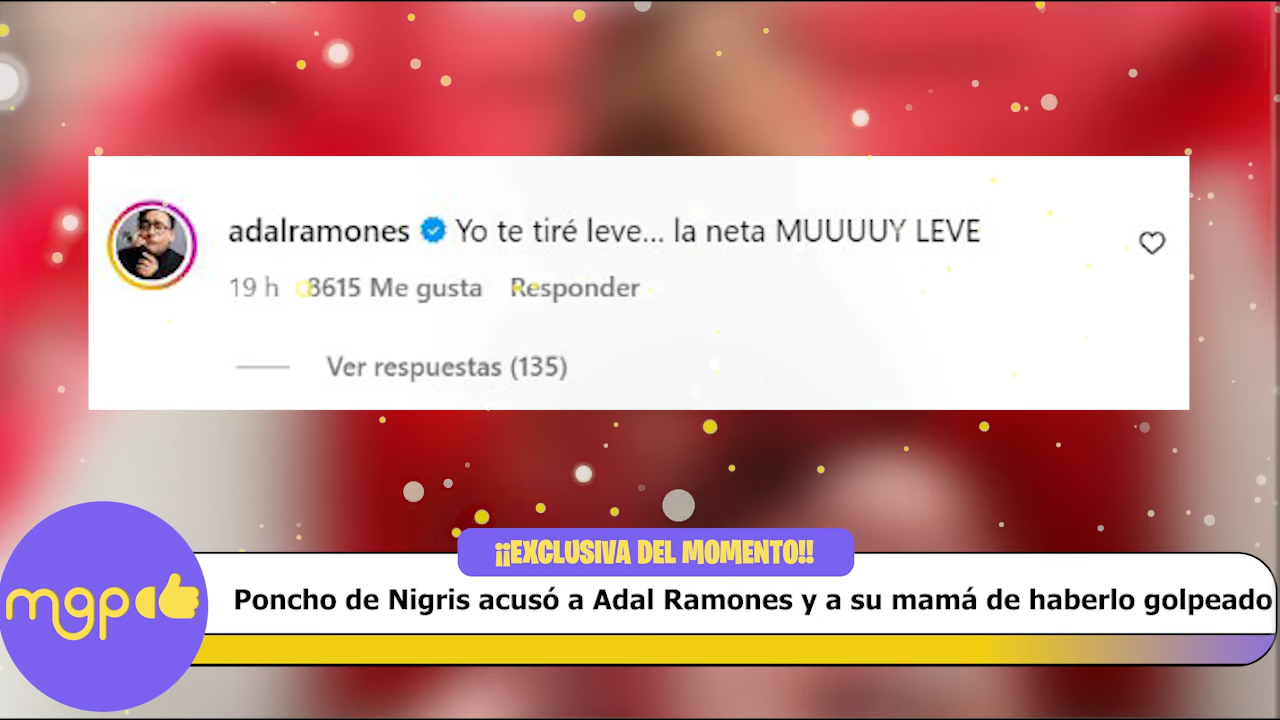 adalramones Yo te tiré leve... la neta MUUUUY LEVE
19 h 8615 Me gusta Responder
Ver respuestas (135)
¡¡EXCLUSIVA DEL MOMENTO!!
mgp
Poncho de Nigris acusó a Adal Ramones y a su mamá de haberlo golpeado